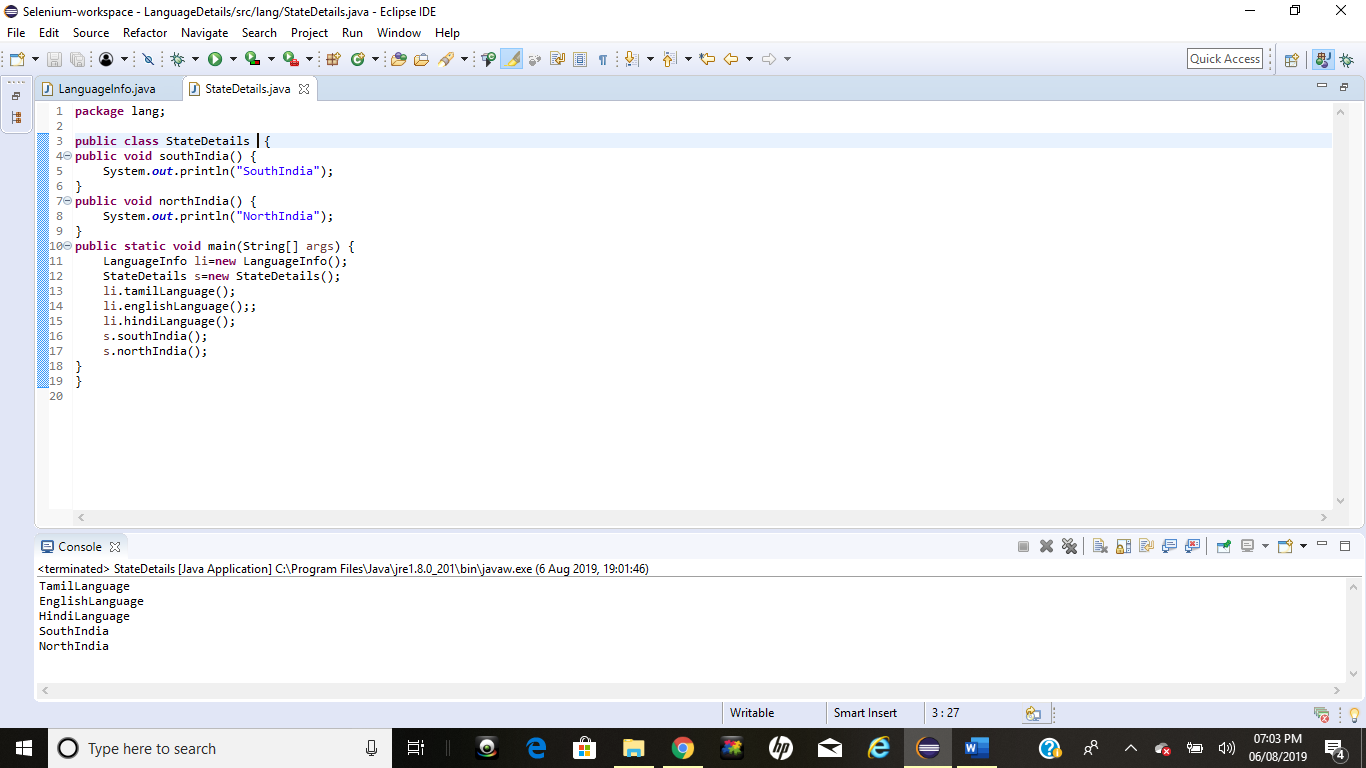 Selenium-workspace - LanguageDetails/src/lang/StateDetails.java - Eclipse IDE
File Edit Source Refactor Navigate Search Project Run Window Help
Quick Access
LanguageInfo.java StateDetails.java
1 package lang;
2
3 public class StateDetails {
4 public void southIndia() {
5 System.out.println("SouthIndia");
6 }
7 public void northIndia() {
8 System.out.println("NorthIndia");
9 }
10 public static void main(String[] args) {
11 LanguageInfo li=new LanguageInfo();
12 StateDetails s=new StateDetails();
13 li.tamilLanguage();
14 li.englishLanguage();;
15 li.hindiLanguage();
16 s.southIndia();
17 s.northIndia();
18 }
19 }
20
Console
<terminated> StateDetails [Java Application] C:\Program Files\Java\jre1.8.0_201\bin\javaw.exe (6 Aug 2019, 19:01:46)
TamilLanguage
EnglishLanguage
HindiLanguage
SouthIndia
NorthIndia
Writable Smart Insert 3 : 27
Type here to search
07:03 PM
06/08/2019
4